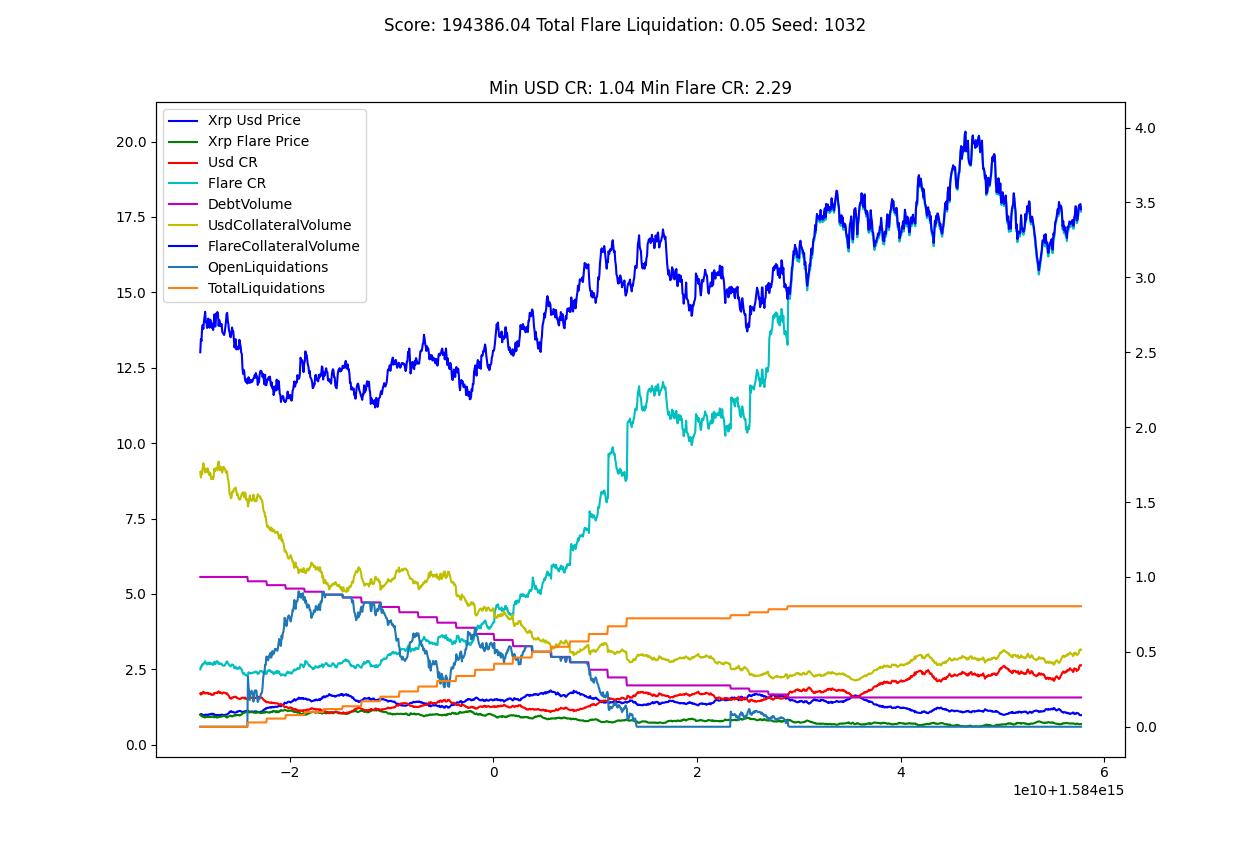 Score: 194386.04 Total Flare Liquidation: 0.05 Seed: 1032
Min USD CR: 1.04 Min Flare CR: 2.29
Xrp Usd Price
Xrp Flare Price
Usd CR
Flare CR
DebtVolume
UsdCollateralVolume
FlareCollateralVolume
OpenLiquidations
TotalLiquidations
20.0
17.5
15.0
12.5
10.0
7.5
5.0
2.5
0.0
4.0
3.5
3.0
2.5
2.0
1.5
1.0
0.5
0.0
−2 0 2 4 6
1e10+1.584e15